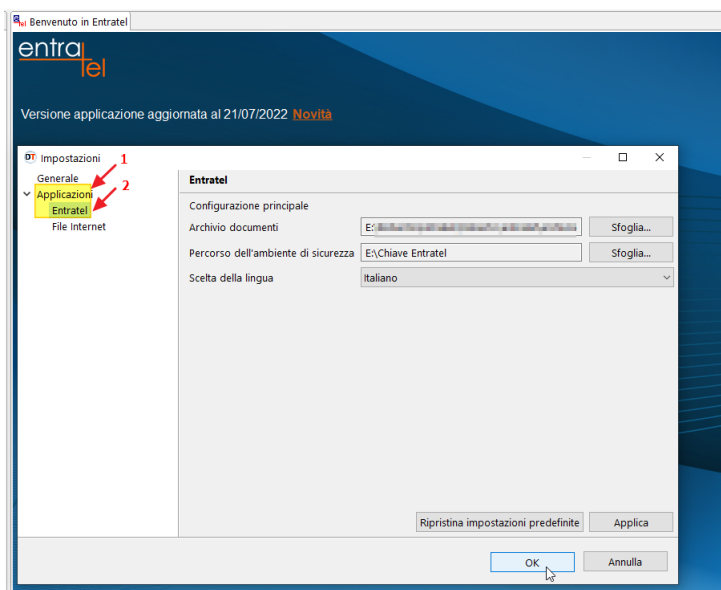 Benvenuto in Entratel
entra
tel
Versione applicazione aggiornata al 21/07/2022 Novità
Impostazioni
1
Generale
Applicazioni
2
Entratel
File Internet
Entratel
Configurazione principale
Archivio documenti E: Sfoglia...
Percorso dell'ambiente di sicurezza E:\Chiave Entratel Sfoglia...
Scelta della lingua Italiano
Ripristina impostazioni predefinite Applica
OK Annulla